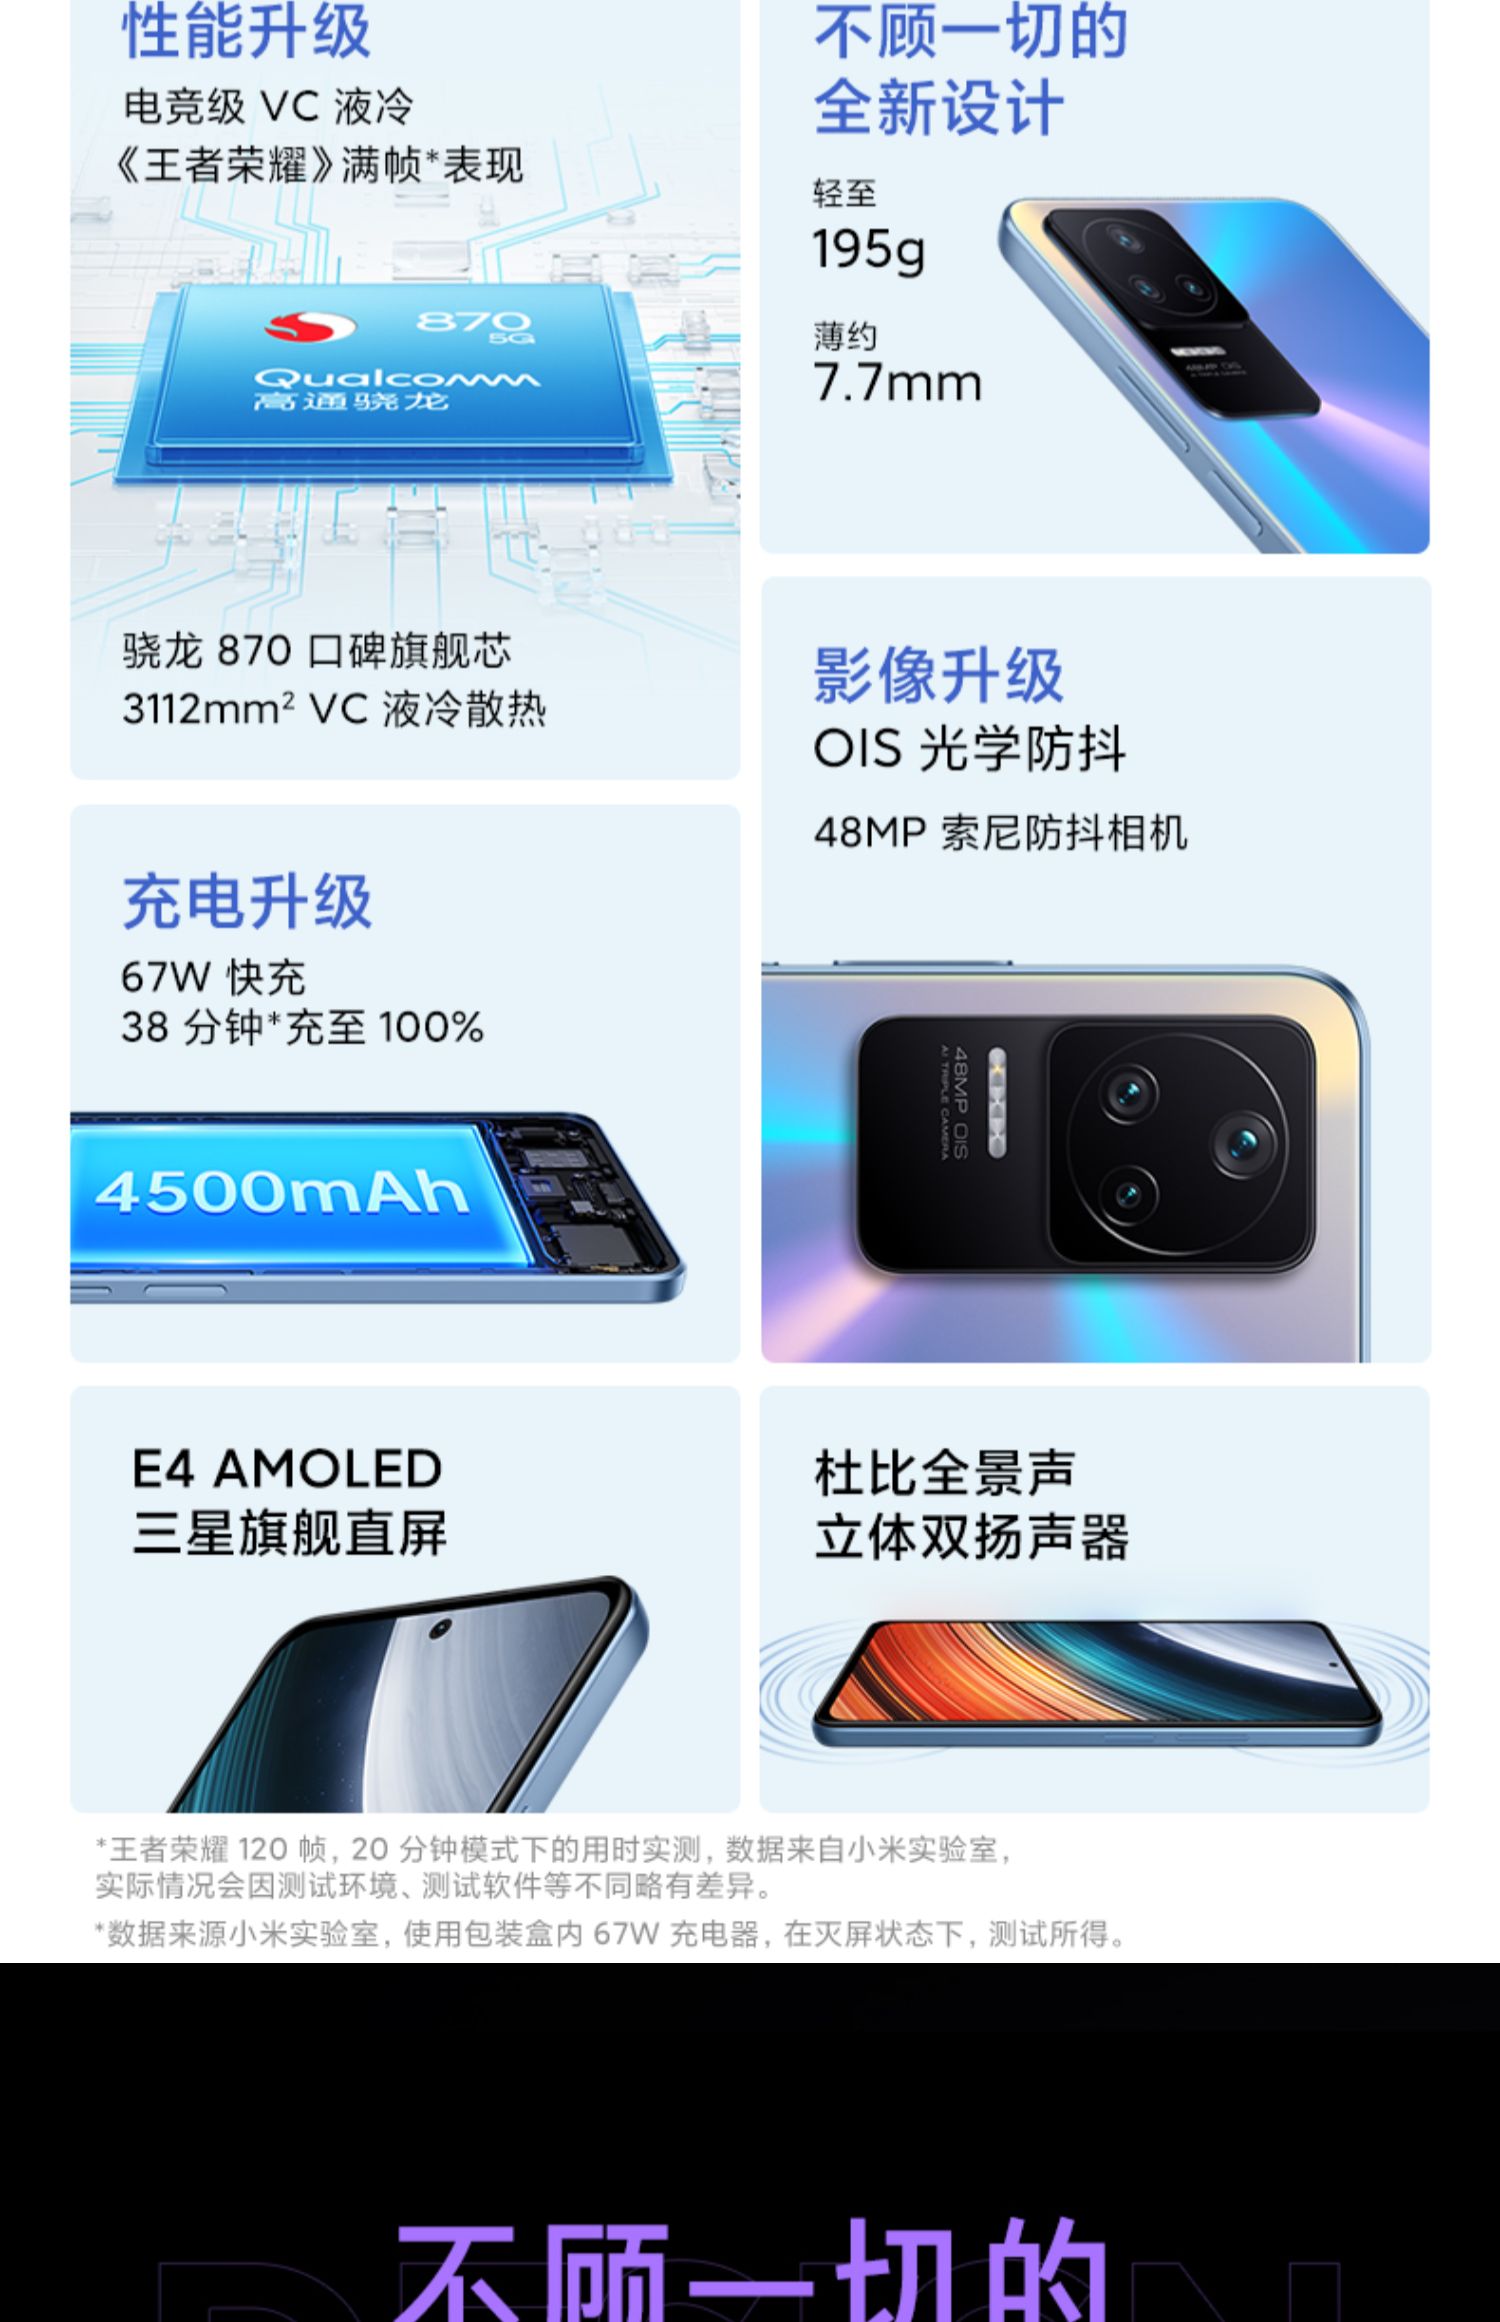 性能升级
电竞级 VC 液冷
《王者荣耀》满帧*表现
870
5G
Qualcomm
高通骁龙
骁龙 870 口碑旗舰芯
3112mm² VC 液冷散热
不顾一切的
全新设计
轻至
195g
薄约
7.7mm
48MP OIS
AI TRIPLE CAMERA
充电升级
67W 快充
38 分钟*充至 100%
4500mAh
影像升级
OIS 光学防抖
48MP 索尼防抖相机
48MP OIS
AI TRIPLE CAMERA
E4 AMOLED
三星旗舰直屏
杜比全景声
立体双扬声器
*王者荣耀 120 帧, 20 分钟模式下的用时实测, 数据来自小米实验室,
实际情况会因测试环境、测试软件等不同略有差异。
*数据来源小米实验室, 使用包装盒内 67W 充电器, 在灭屏状态下, 测试所得。
不顾一切的